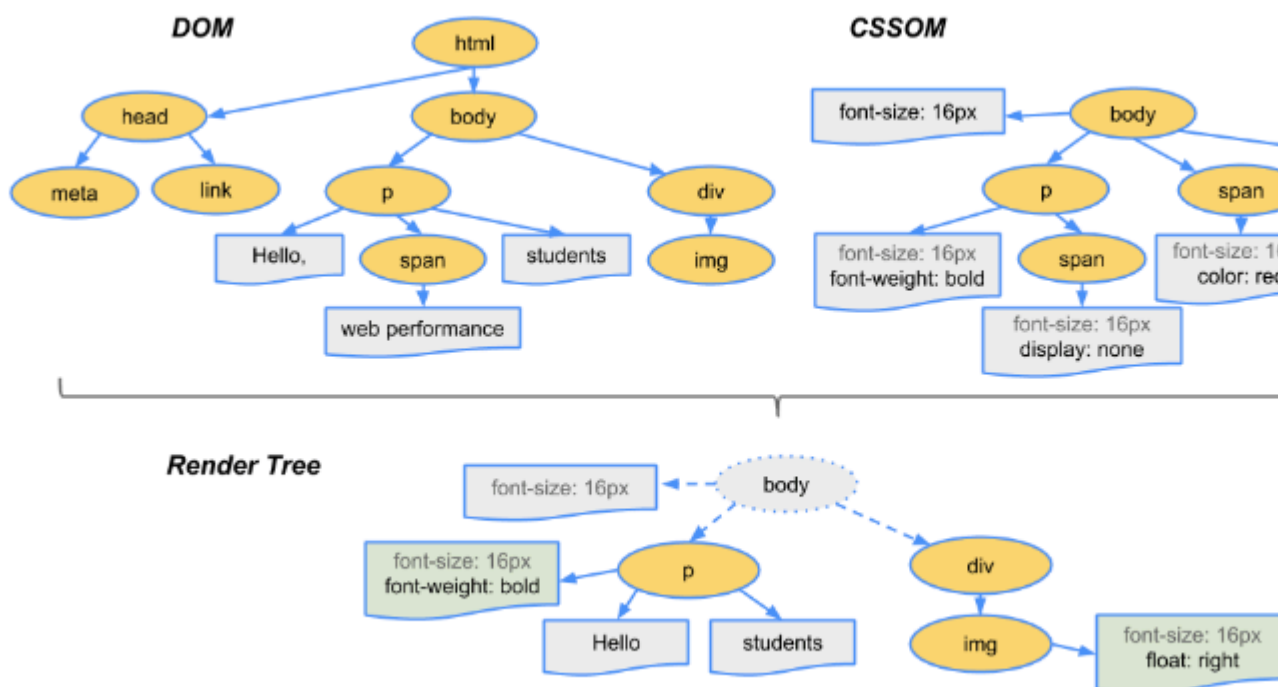 DOM
CSSOM
html
head
body
font-size: 16px
body
meta
link
p
div
p
span
Hello,
span
students
img
font-size: 16px
font-weight: bold
span
font-size:
color:
web performance
font-size: 16px
display: none
Render Tree
font-size: 16px
body
font-size: 16px
font-weight: bold
p
div
Hello
students
img
font-size: 16px
float: right